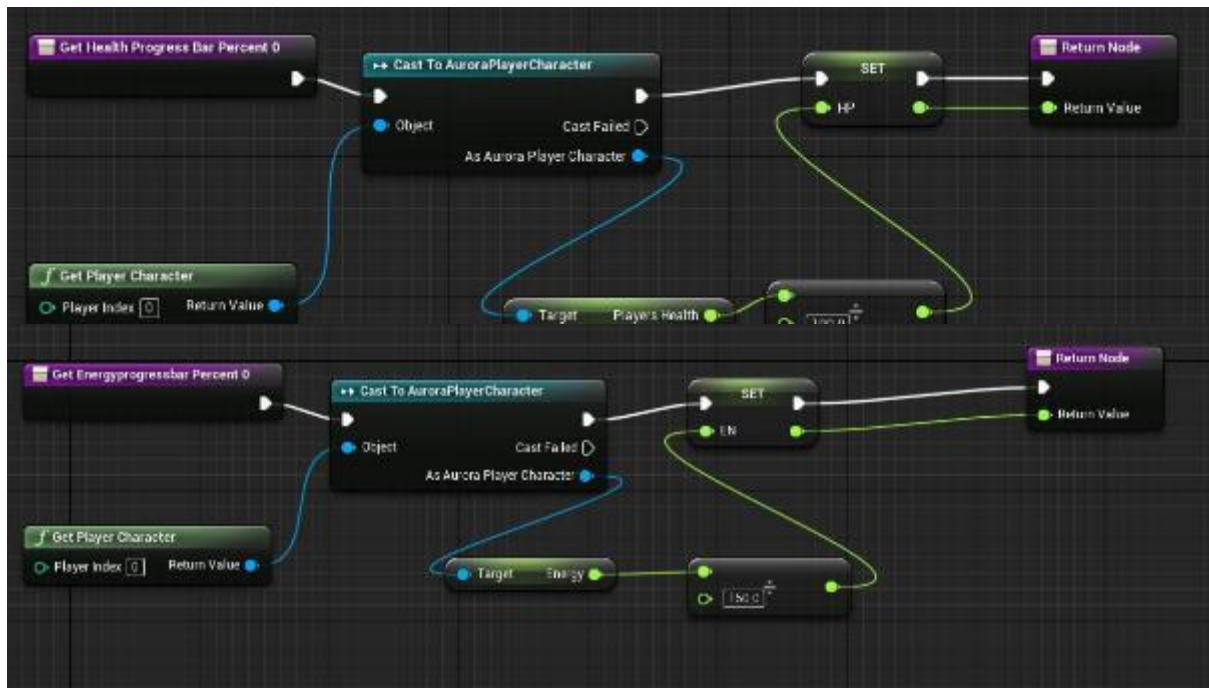 Get Health Progress Bar Percent 0
Cast To AuroraPlayerCharacter
SET
Return Node
Object
Cast Failed
HP
Return Value
As Aurora Player Character
Get Player Character
Player Index 0
Return Value
Target
Players Health
Get Energyprogressbar Percent 0
Cast To AuroraPlayerCharacter
SET
Return Node
Object
Cast Failed
EN
Return Value
As Aurora Player Character
Get Player Character
Player Index 0
Return Value
Target
Energy
150.0
÷